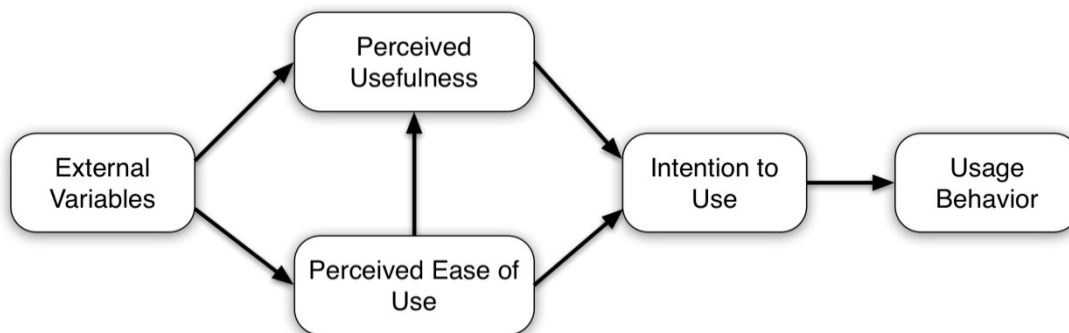 Perceived
Usefulness
External
Variables
Intention to
Use
Usage
Behavior
Perceived Ease of
Use